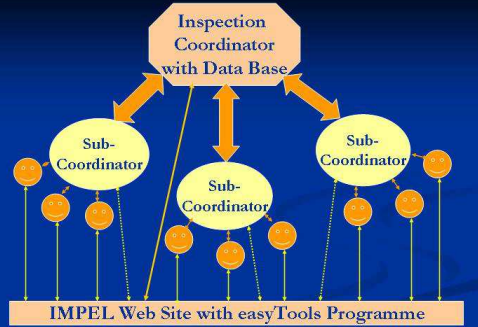 Inspection
Coordinator
with Data Base
Sub-
Coordinator
Sub-
Coordinator
Sub-
Coordinator
IMPEL Web Site with easyTools Programme